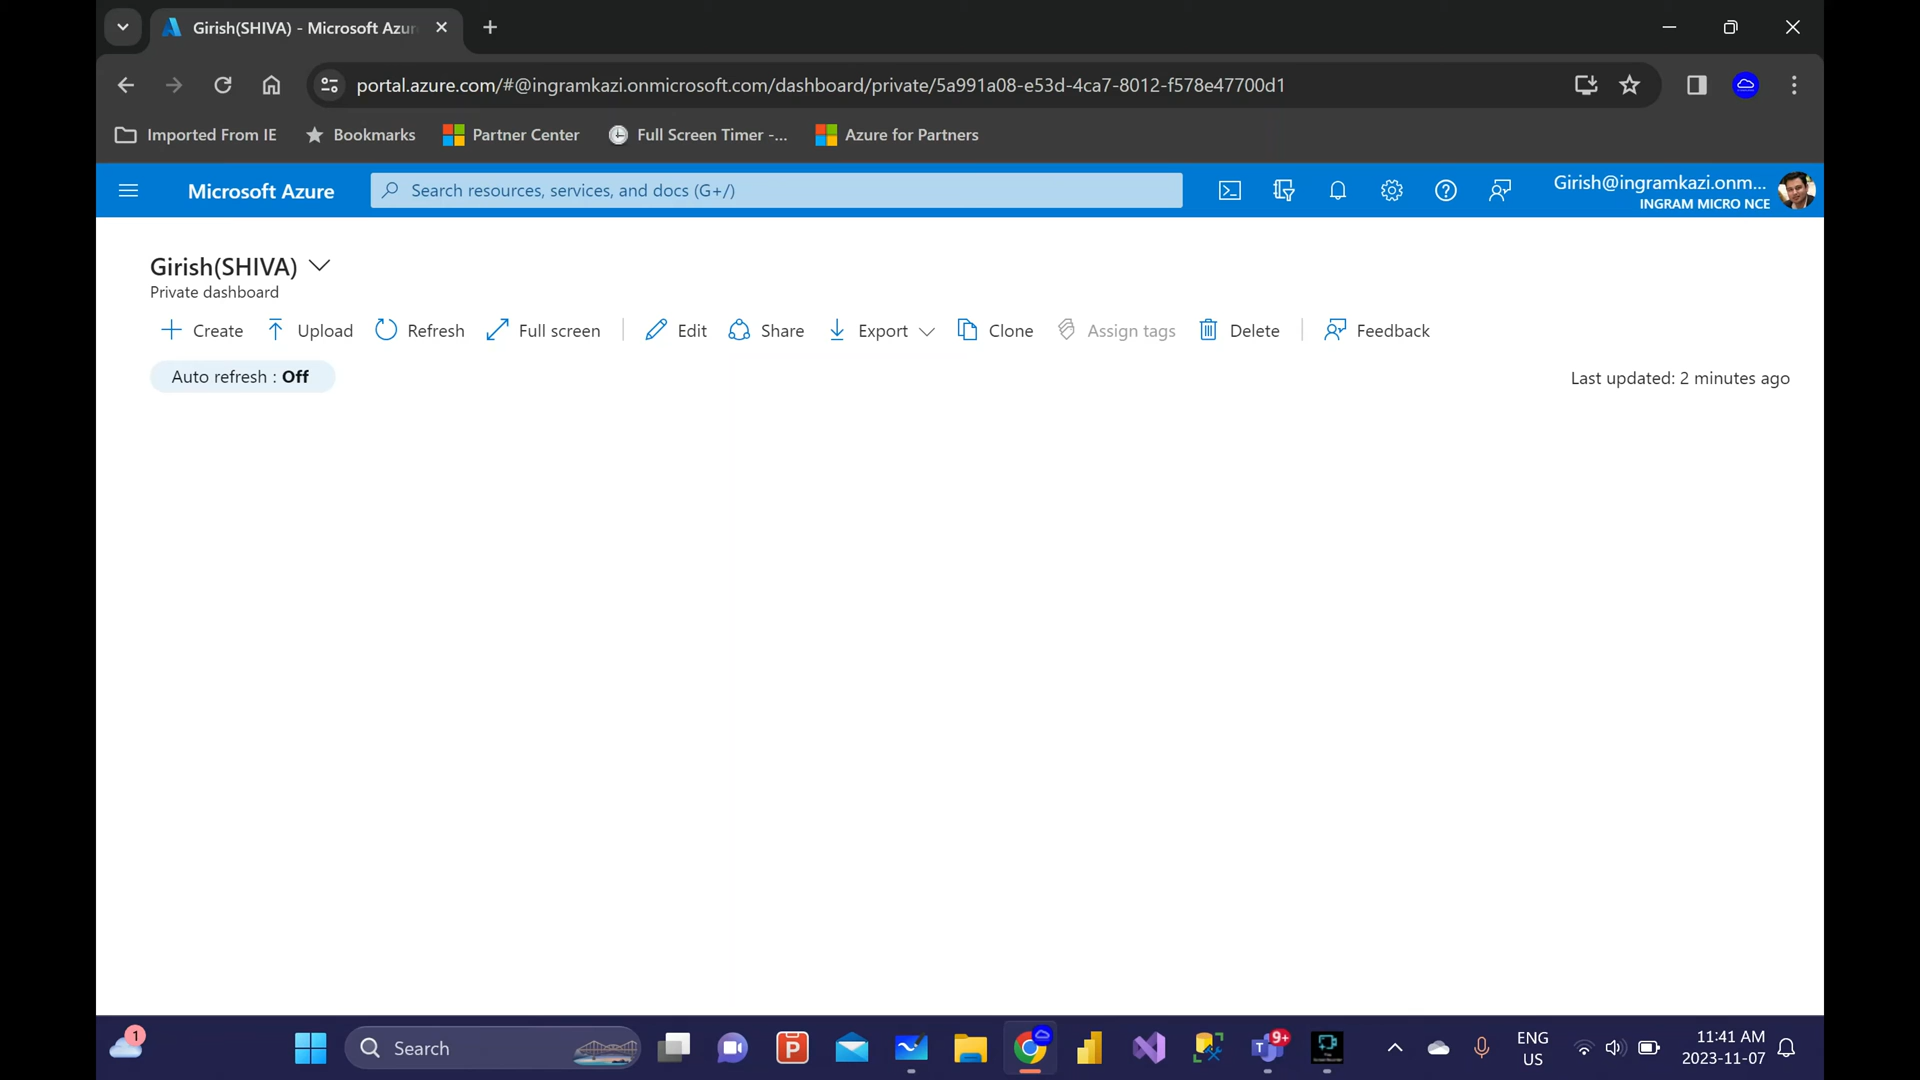 Girish(SHIVA) - Microsoft Azur
portal.azure.com/#@ingramkazi.onmicrosoft.com/dashboard/private/5a991a08-e53d-4ca7-8012-f578e47700d1
Imported From IE Bookmarks Partner Center Full Screen Timer -... Azure for Partners
Microsoft Azure Search resources, services, and docs (G+/) Girish@ingramkazi.onm...
INGRAM MICRO NCE
Girish(SHIVA)
Private dashboard
Create Upload Refresh Full screen Edit Share Export Clone Assign tags Delete Feedback
Auto refresh : Off Last updated: 2 minutes ago
1 Search P T 9+ ENG 11:41 AM
US 2023-11-07